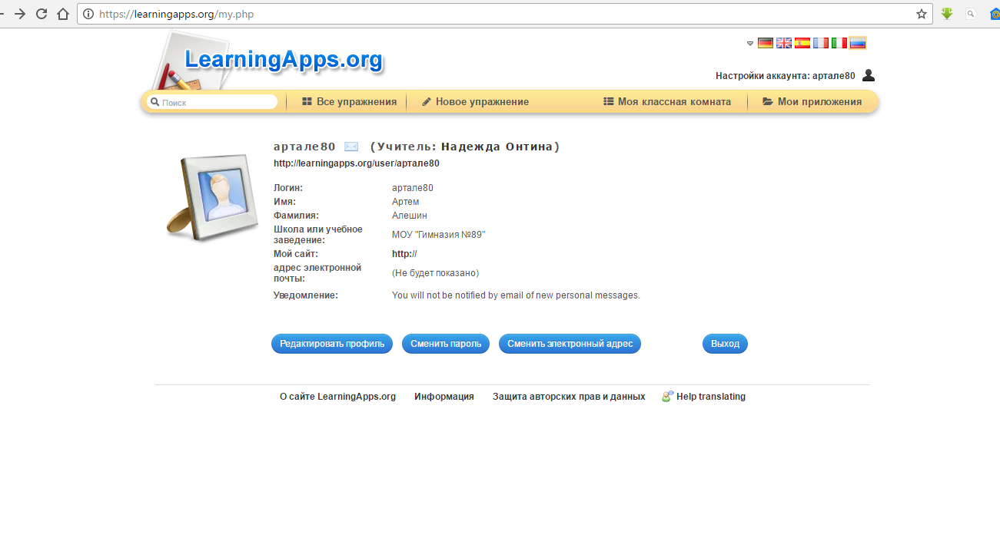 https://learningapps.org/my.php
LearningApps.org
Настройки аккаунта: артале80
Поиск
Все упражнения
Новое упражнение
Моя классная комната
Мои приложения
артале80 (Учитель: Надежда Онтина)
http://learningapps.org/user/артале80
Логин: артале80
Имя: Артем
Фамилия: Алешин
Школа или учебное
заведение: МОУ "Гимназия №89"
Мой сайт: http://
адрес электронной
почты: (Не будет показано)
Уведомление: You will not be notified by email of new personal messages.
Редактировать профиль
Сменить пароль
Сменить электронный адрес
Выход
О сайте LearningApps.org
Информация
Защита авторских прав и данных
Help translating